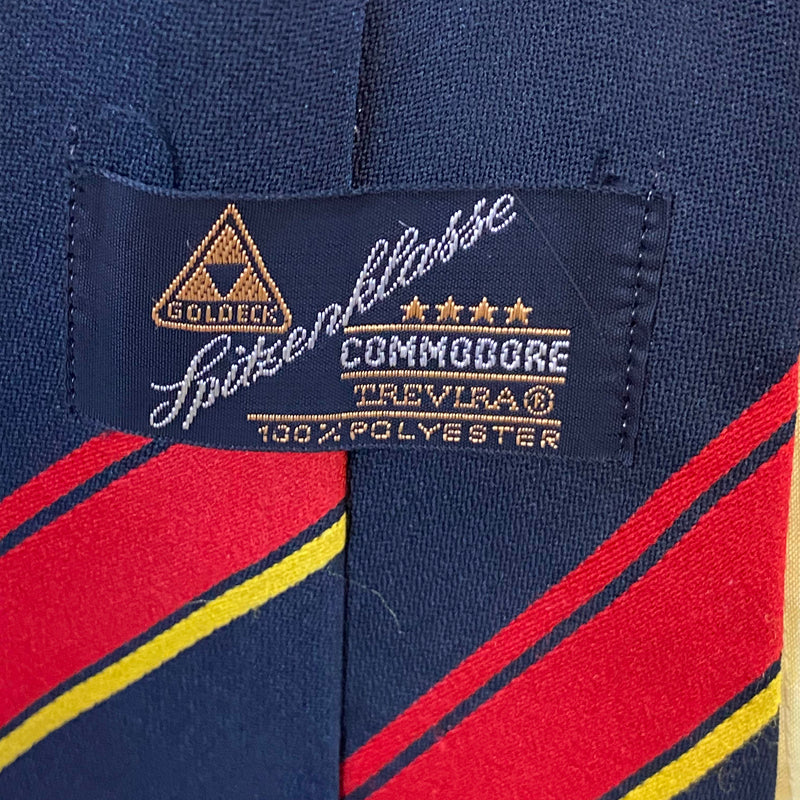 GOLDECK
Spitzenklasse
COMMODORE
TREVIRA®
100% POLYESTER